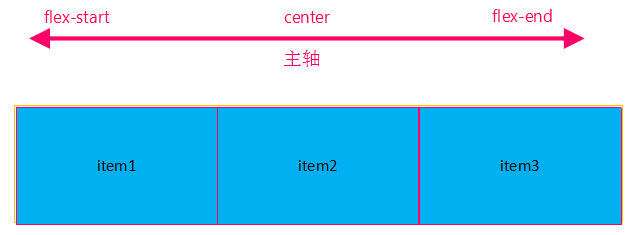 flex-start center flex-end
主轴
item1 item2 item3